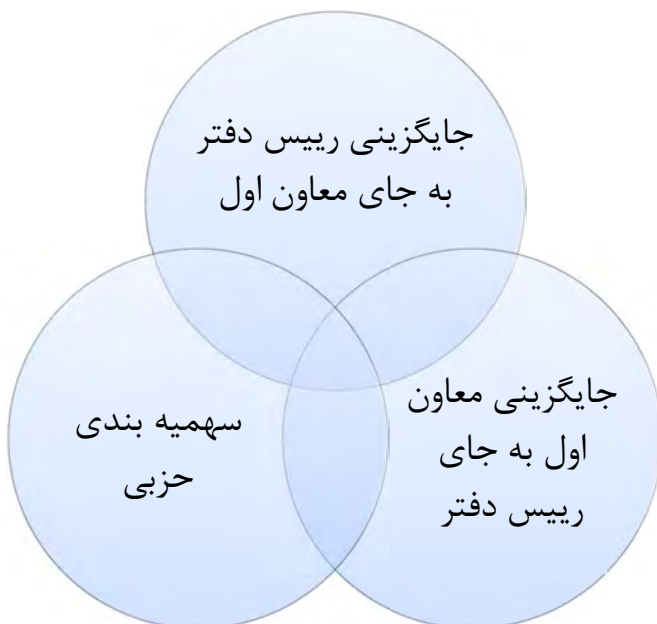 جایگزینی رییس دفتر
به جای معاون اول
جایگزینی معاون
اول به جای
رییس دفتر
سهمیه بندی
حزبی